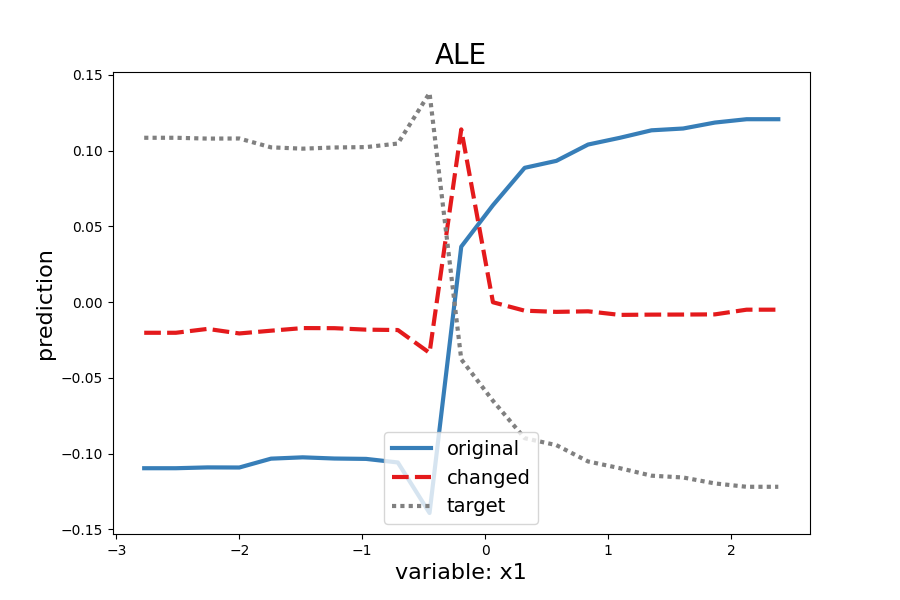 ALE
0.15
0.10
0.05
0.00
−0.05
−0.10
−0.15
prediction
−3
−2
−1
0
1
2
variable: x1
original
changed
target